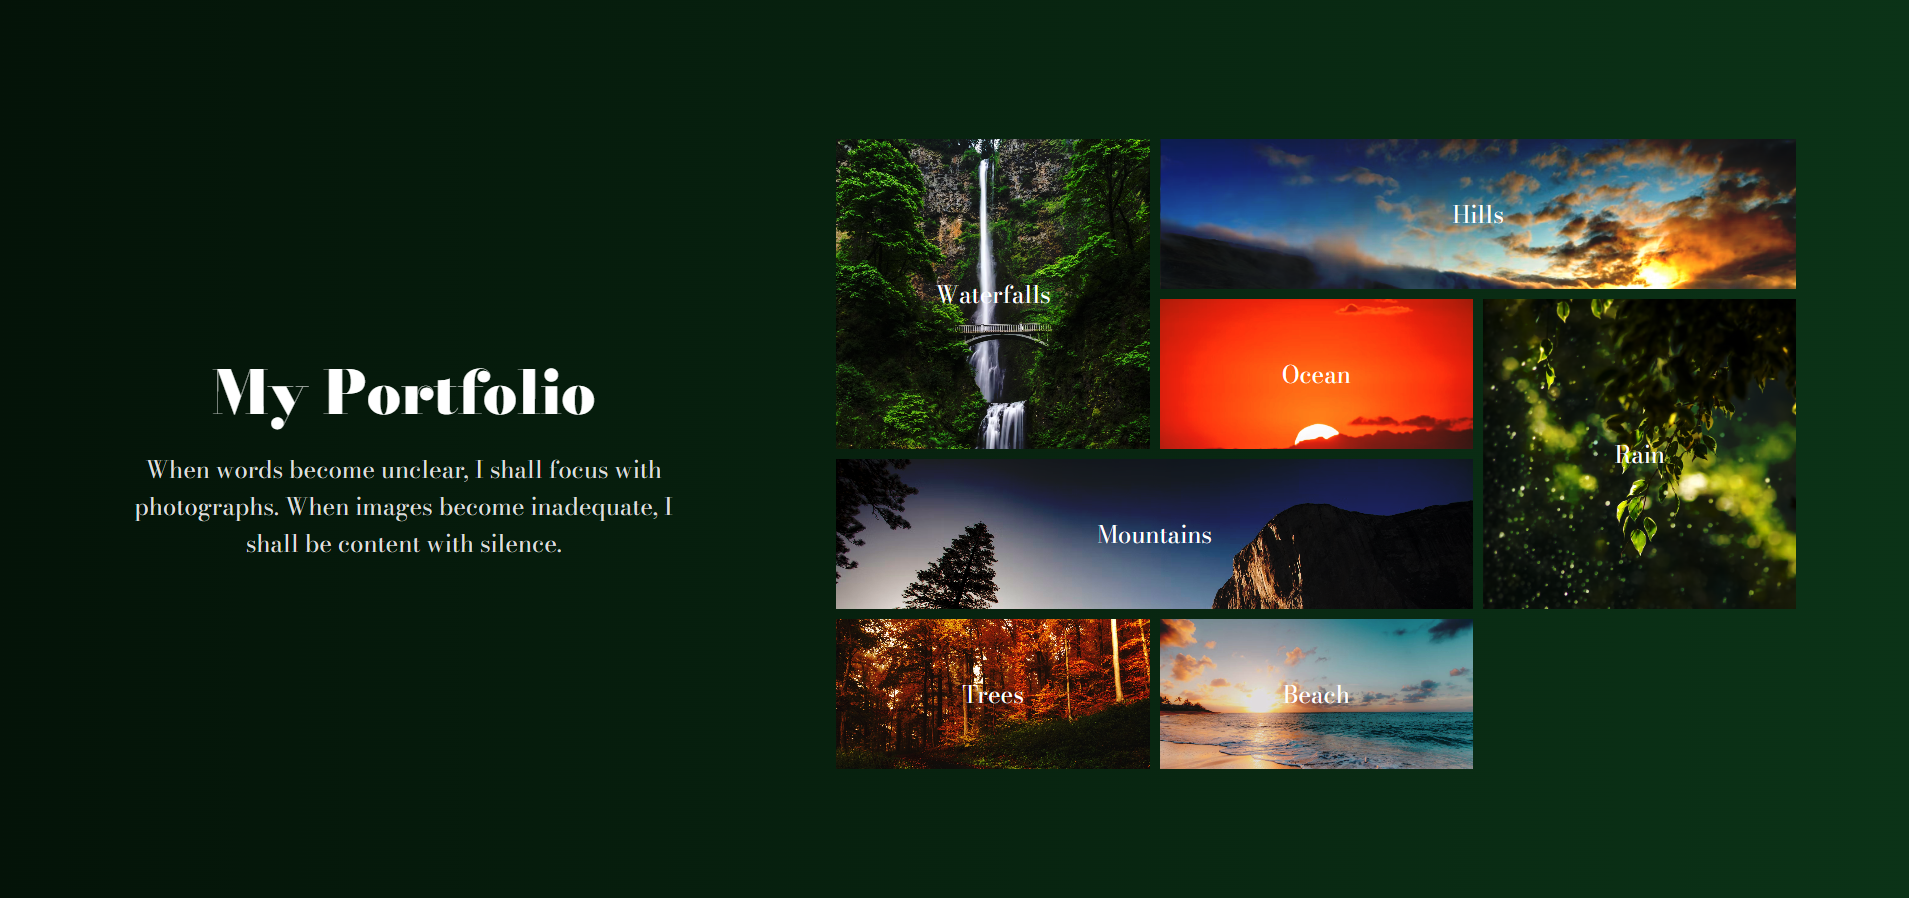 My Portfolio
When words become unclear, I shall focus with
photographs. When images become inadequate, I
shall be content with silence.
Waterfalls
Hills
Ocean
Rain
Mountains
Trees
Beach